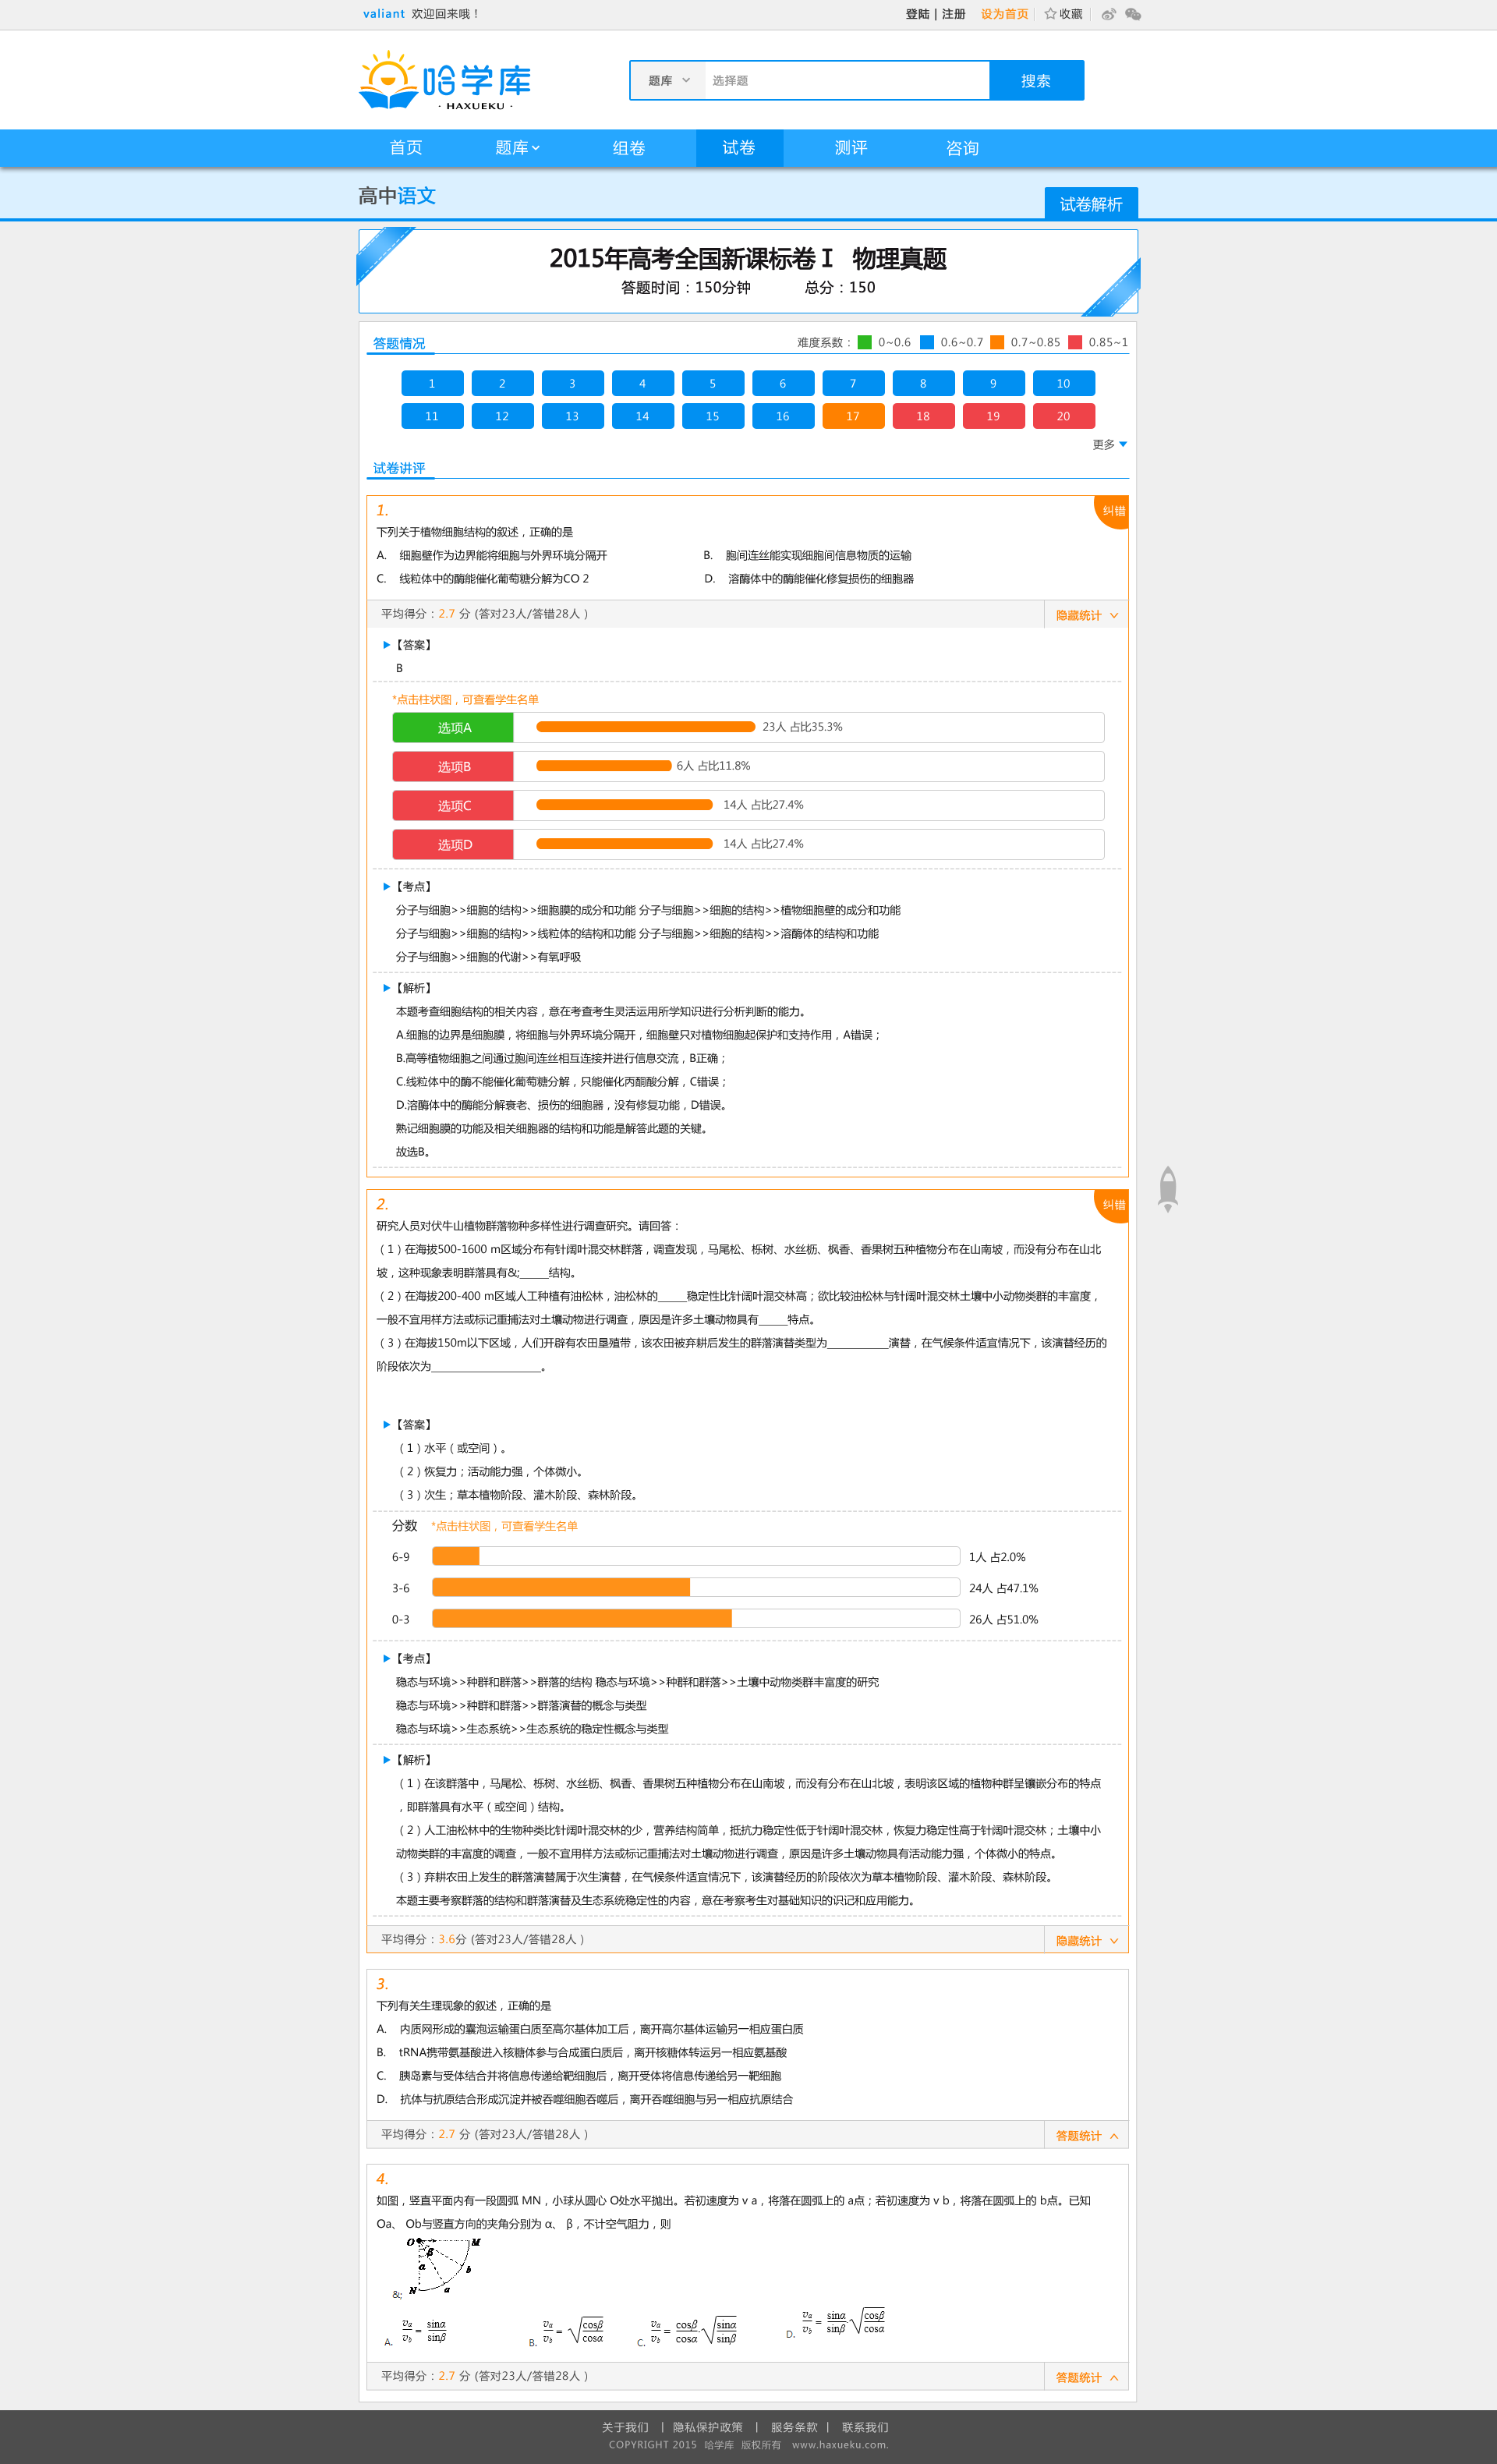 valiant 欢迎回来哦！
登陆 | 注册 设为首页 收藏
哈学库
· HAXUEKU ·
题库 选择题 搜索
首页 题库 组卷 试卷 测评 咨询
高中语文 试卷解析
2015年高考全国新课标卷 I 物理真题
答题时间：150分钟 总分：150
答题情况 难度系数： 0~0.6 0.6~0.7 0.7~0.85 0.85~1
1 2 3 4 5 6 7 8 9 10
11 12 13 14 15 16 17 18 19 20
更多
试卷讲评
1. 纠错
下列关于植物细胞结构的叙述，正确的是
A. 细胞壁作为边界能将细胞与外界环境分隔开 B. 胞间连丝能实现细胞间信息物质的运输
C. 线粒体中的酶能催化葡萄糖分解为CO 2 D. 溶酶体中的酶能催化修复损伤的细胞器
平均得分：2.7 分 (答对23人/答错28人 ) 隐藏统计
【答案】
B
*点击柱状图，可查看学生名单
选项A 23人 占比35.3%
选项B 6人 占比11.8%
选项C 14人 占比27.4%
选项D 14人 占比27.4%
【考点】
分子与细胞>>细胞的结构>>细胞膜的成分和功能 分子与细胞>>细胞的结构>>植物细胞壁的成分和功能
分子与细胞>>细胞的结构>>线粒体的结构和功能 分子与细胞>>细胞的结构>>溶酶体的结构和功能
分子与细胞>>细胞的代谢>>有氧呼吸
【解析】
本题考查细胞结构的相关内容，意在考查考生灵活运用所学知识进行分析判断的能力。
A.细胞的边界是细胞膜，将细胞与外界环境分隔开，细胞壁只对植物细胞起保护和支持作用，A错误；
B.高等植物细胞之间通过胞间连丝相互连接并进行信息交流，B正确；
C.线粒体中的酶不能催化葡萄糖分解，只能催化丙酮酸分解，C错误；
D.溶酶体中的酶能分解衰老、损伤的细胞器，没有修复功能，D错误。
熟记细胞膜的功能及相关细胞器的结构和功能是解答此题的关键。
故选B。
2. 纠错
研究人员对伏牛山植物群落物种多样性进行调查研究。请回答：
（1）在海拔500-1600 m区域分布有针阔叶混交林群落，调查发现，马尾松、栎树、水丝枥、枫香、香果树五种植物分布在山南坡，而没有分布在山北
坡，这种现象表明群落具有&;_____结构。
（2）在海拔200-400 m区域人工种植有油松林，油松林的_____稳定性比针阔叶混交林高；欲比较油松林与针阔叶混交林土壤中小动物类群的丰富度，
一般不宜用样方法或标记重捕法对土壤动物进行调查，原因是许多土壤动物具有_____特点。
（3）在海拔150m以下区域，人们开辟有农田垦殖带，该农田被弃耕后发生的群落演替类型为___________演替，在气候条件适宜情况下，该演替经历的
阶段依次为____________________。
【答案】
（1）水平（或空间）。
（2）恢复力；活动能力强，个体微小。
（3）次生；草本植物阶段、灌木阶段、森林阶段。
分数 *点击柱状图，可查看学生名单
6-9 1人 占2.0%
3-6 24人 占47.1%
0-3 26人 占51.0%
【考点】
稳态与环境>>种群和群落>>群落的结构 稳态与环境>>种群和群落>>土壤中动物类群丰富度的研究
稳态与环境>>种群和群落>>群落演替的概念与类型
稳态与环境>>生态系统>>生态系统的稳定性概念与类型
【解析】
（1）在该群落中，马尾松、栎树、水丝枥、枫香、香果树五种植物分布在山南坡，而没有分布在山北坡，表明该区域的植物种群呈镶嵌分布的特点
，即群落具有水平（或空间）结构。
（2）人工油松林中的生物种类比针阔叶混交林的少，营养结构简单，抵抗力稳定性低于针阔叶混交林，恢复力稳定性高于针阔叶混交林；土壤中小
动物类群的丰富度的调查，一般不宜用样方法或标记重捕法对土壤动物进行调查，原因是许多土壤动物具有活动能力强，个体微小的特点。
（3）弃耕农田上发生的群落演替属于次生演替，在气候条件适宜情况下，该演替经历的阶段依次为草本植物阶段、灌木阶段、森林阶段。
本题主要考察群落的结构和群落演替及生态系统稳定性的内容，意在考察考生对基础知识的识记和应用能力。
平均得分：3.6分 (答对23人/答错28人 ) 隐藏统计
3.
下列有关生理现象的叙述，正确的是
A. 内质网形成的囊泡运输蛋白质至高尔基体加工后，离开高尔基体运输另一相应蛋白质
B. tRNA携带氨基酸进入核糖体参与合成蛋白质后，离开核糖体转运另一相应氨基酸
C. 胰岛素与受体结合并将信息传递给靶细胞后，离开受体将信息传递给另一靶细胞
D. 抗体与抗原结合形成沉淀并被吞噬细胞吞噬后，离开吞噬细胞与另一相应抗原结合
平均得分：2.7 分 (答对23人/答错28人 ) 答题统计
4.
如图，竖直平面内有一段圆弧 MN，小球从圆心 O处水平抛出。若初速度为 v a，将落在圆弧上的 a点；若初速度为 v b，将落在圆弧上的 b点。已知
Oa、 Ob与竖直方向的夹角分别为 α、 β，不计空气阻力，则
O M
β
α b
&; N a
A. υa/υb = sinα/sinβ B. υa/υb = √(cosβ/cosα) C. υa/υb = cosβ/cosα·√(sinα/sinβ) D. υa/υb = sinα/sinβ·√(cosβ/cosα)
平均得分：2.7 分 (答对23人/答错28人 ) 答题统计
关于我们 | 隐私保护政策 | 服务条款 | 联系我们
COPYRIGHT 2015 哈学库 版权所有 www.haxueku.com.